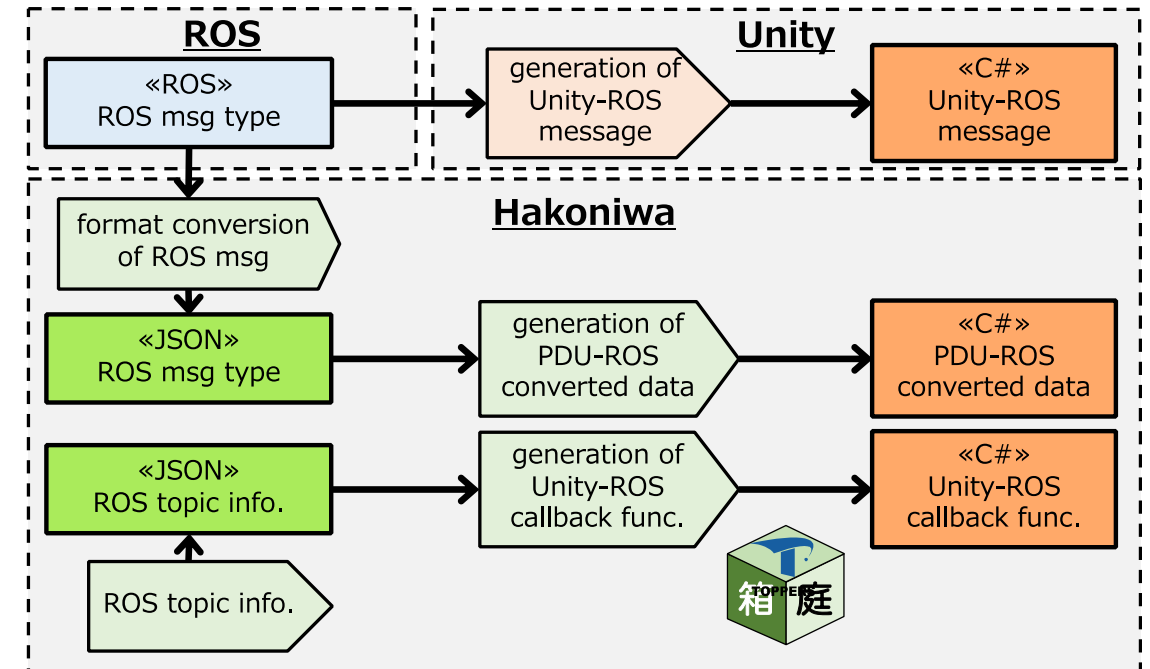 ROS
Unity
«ROS»
ROS msg type
generation of
Unity-ROS
message
«C#»
Unity-ROS
message
Hakoniwa
format conversion
of ROS msg
«JSON»
ROS msg type
generation of
PDU-ROS
converted data
«C#»
PDU-ROS
converted data
«JSON»
ROS topic info.
generation of
Unity-ROS
callback func.
«C#»
Unity-ROS
callback func.
ROS topic info.
TOPPERS
箱庭